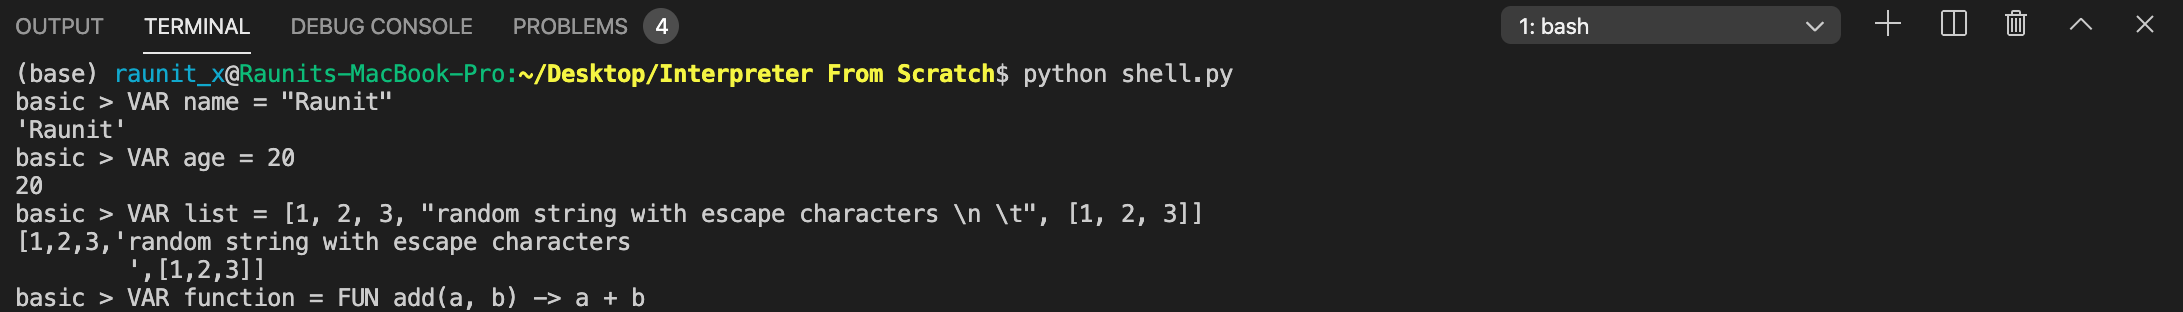 OUTPUT TERMINAL DEBUG CONSOLE PROBLEMS 4 1: bash
(base) raunit_x@Raunits-MacBook-Pro:~/Desktop/Interpreter From Scratch$ python shell.py
basic > VAR name = "Raunit"
'Raunit'
basic > VAR age = 20
20
basic > VAR list = [1, 2, 3, "random string with escape characters \n \t", [1, 2, 3]]
[1,2,3,'random string with escape characters
        ',[1,2,3]]
basic > VAR function = FUN add(a, b) -> a + b